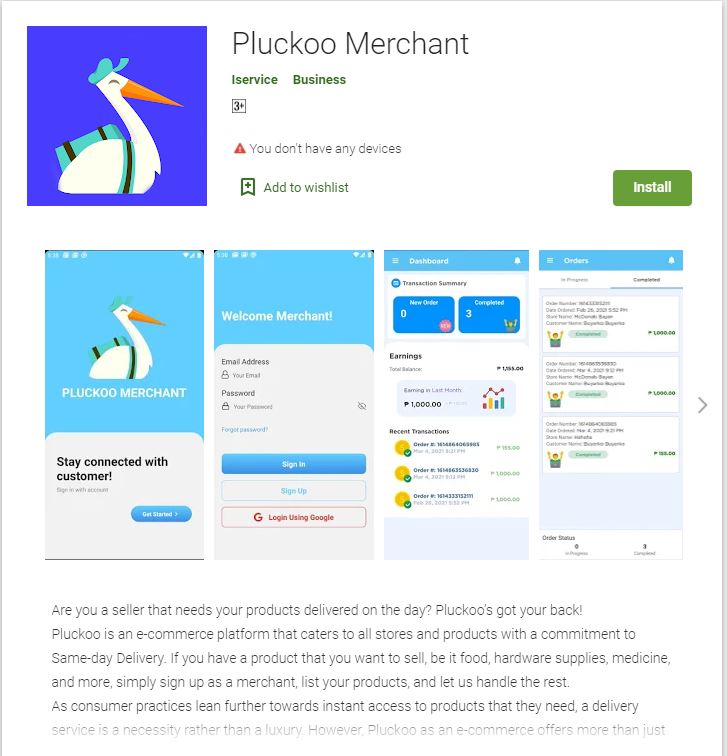 Pluckoo Merchant
Iservice Business
3+
You don't have any devices
Add to wishlist
Install
PLUCKOO MERCHANT
Stay connected with
customer!
Sign in with account
Get Started >
Welcome Merchant!
Email Address
Your Email
Password
Your Password
Forgot password?
Sign In
Sign Up
G Login Using Google
Dashboard
Transaction Summary
New Order
0
NEW
Completed
3
Earnings
Total Balance:
₱ 1,155.00
Earning in Last Month:
₱ 1,000.00
Recent Transactions
Order #: 1614864065985
Mar 4, 2021 9:21 PM
₱ 155.00
Order #: 1614863536830
Mar 4, 2021 9:12 PM
₱ 1,000.00
Order #: 1614333152111
Feb 26, 2021 5:52 PM
₱ 1,000.00
Orders
In Progress
Completed
Date Ordered: Feb 26, 2021 5:52 PM
Store Name: McDonals Bayan
Customer Name: Buyerko Buyerko
Completed
₱ 1,000.00
Date Ordered: Mar 4, 2021 9:12 PM
Store Name: McDonals Bayan
Customer Name: Buyerko Buyerko
Completed
₱ 1,000.00
Date Ordered: Mar 4, 2021 9:21 PM
Store Name: Hahaha
Customer Name: Buyerko Buyerko
Completed
₱ 155.00
Order Status
0
In Progress
3
Completed
Are you a seller that needs your products delivered on the day? Pluckoo's got your back!
Pluckoo is an e-commerce platform that caters to all stores and products with a commitment to
Same-day Delivery. If you have a product that you want to sell, be it food, hardware supplies, medicine,
and more, simply sign up as a merchant, list your products, and let us handle the rest.
As consumer practices lean further towards instant access to products that they need, a delivery
service is a necessity rather than a luxury. However, Pluckoo as an e-commerce offers more than just